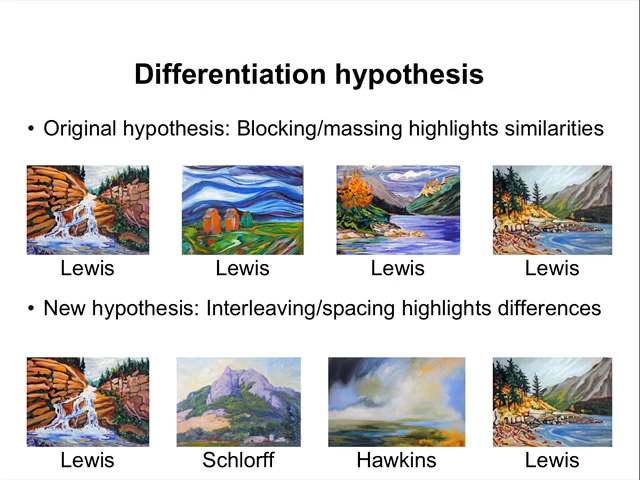 Differentiation hypothesis
• Original hypothesis: Blocking/massing highlights similarities
Lewis Lewis Lewis Lewis
• New hypothesis: Interleaving/spacing highlights differences
Lewis Schlorff Hawkins Lewis